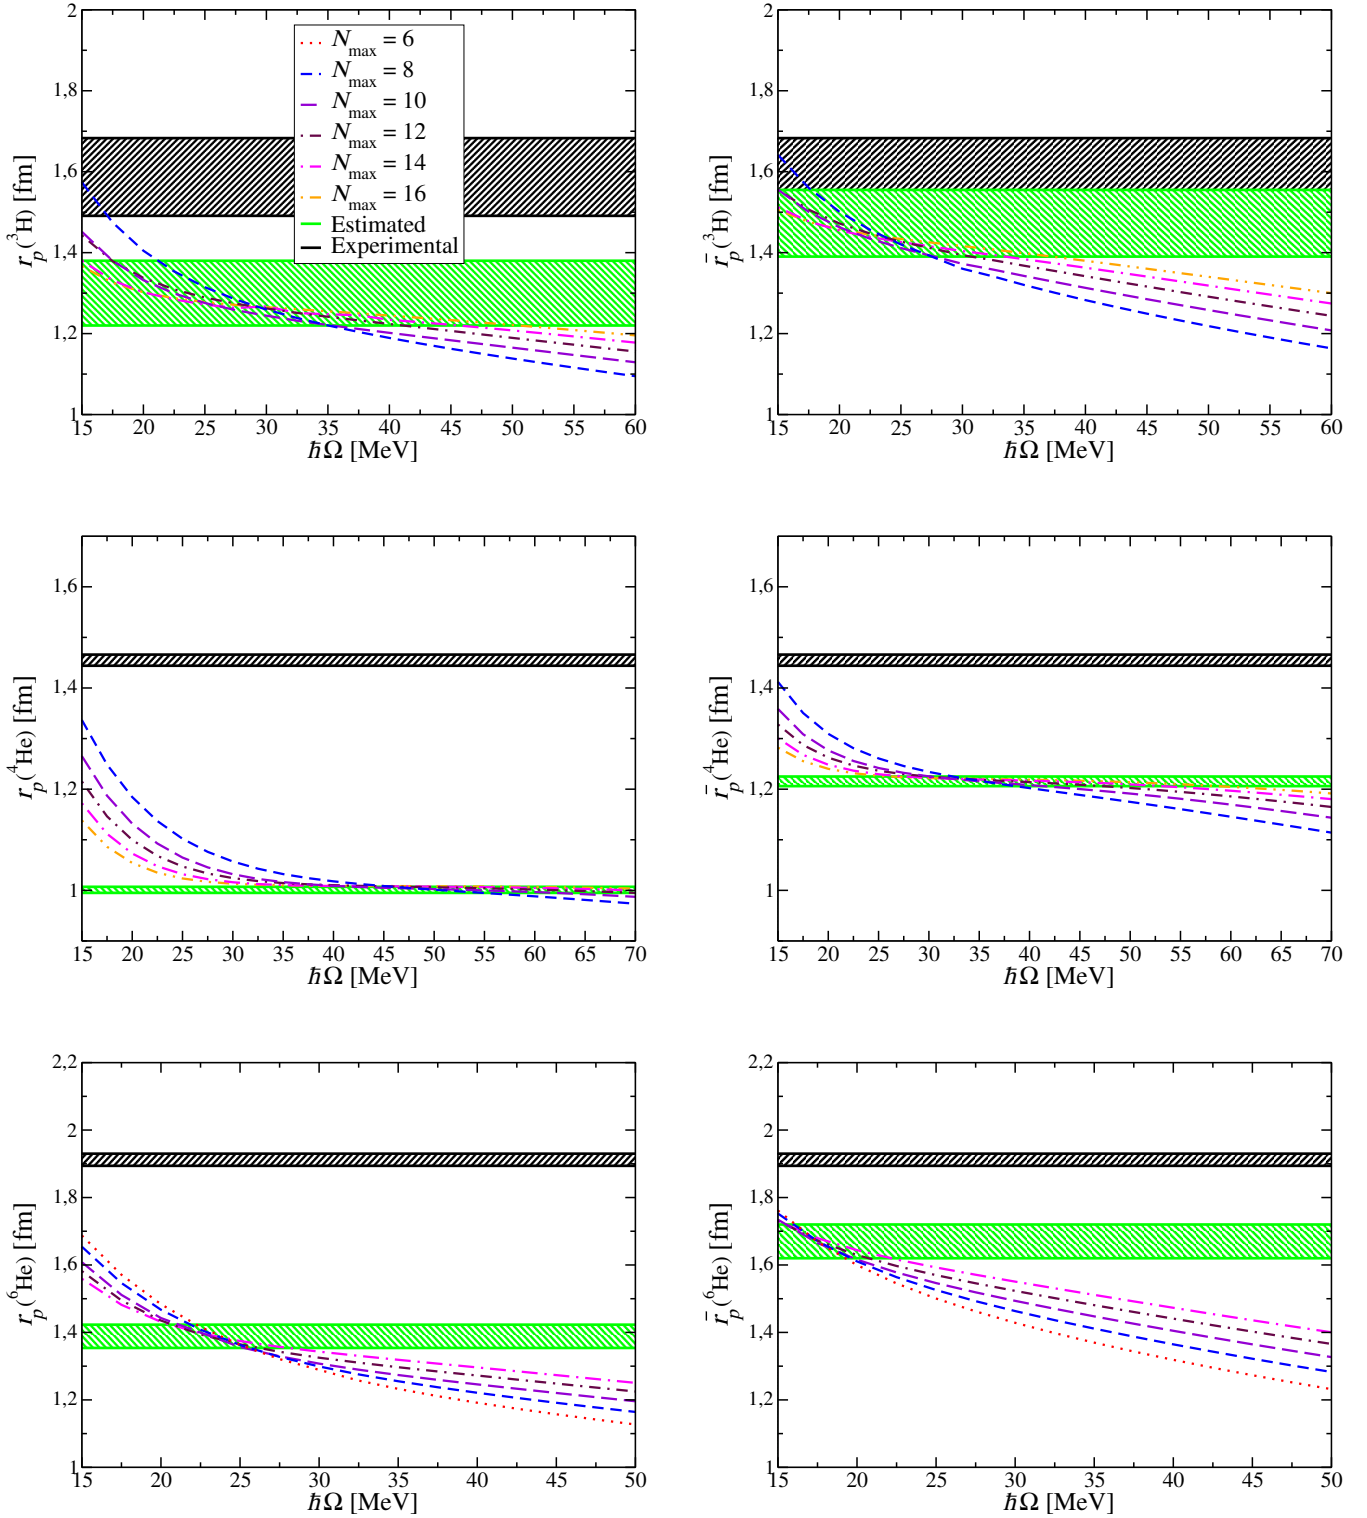 2
1,8
1,6
1,4
1,2
1
r_p(³H) [fm]
N_max = 6
N_max = 8
N_max = 10
N_max = 12
N_max = 14
N_max = 16
Estimated
Experimental
15 20 25 30 35 40 45 50 55 60
ħΩ [MeV]
2
1,8
1,6
1,4
1,2
1
r̄_p(³H) [fm]
15 20 25 30 35 40 45 50 55 60
ħΩ [MeV]
1,6
1,4
1,2
1
r_p(⁴He) [fm]
15 20 25 30 35 40 45 50 55 60 65 70
ħΩ [MeV]
1,6
1,4
1,2
1
r̄_p(⁴He) [fm]
15 20 25 30 35 40 45 50 55 60 65 70
ħΩ [MeV]
2,2
2
1,8
1,6
1,4
1,2
1
r_p(⁶He) [fm]
15 20 25 30 35 40 45 50
ħΩ [MeV]
2,2
2
1,8
1,6
1,4
1,2
1
r̄_p(⁶He) [fm]
15 20 25 30 35 40 45 50
ħΩ [MeV]